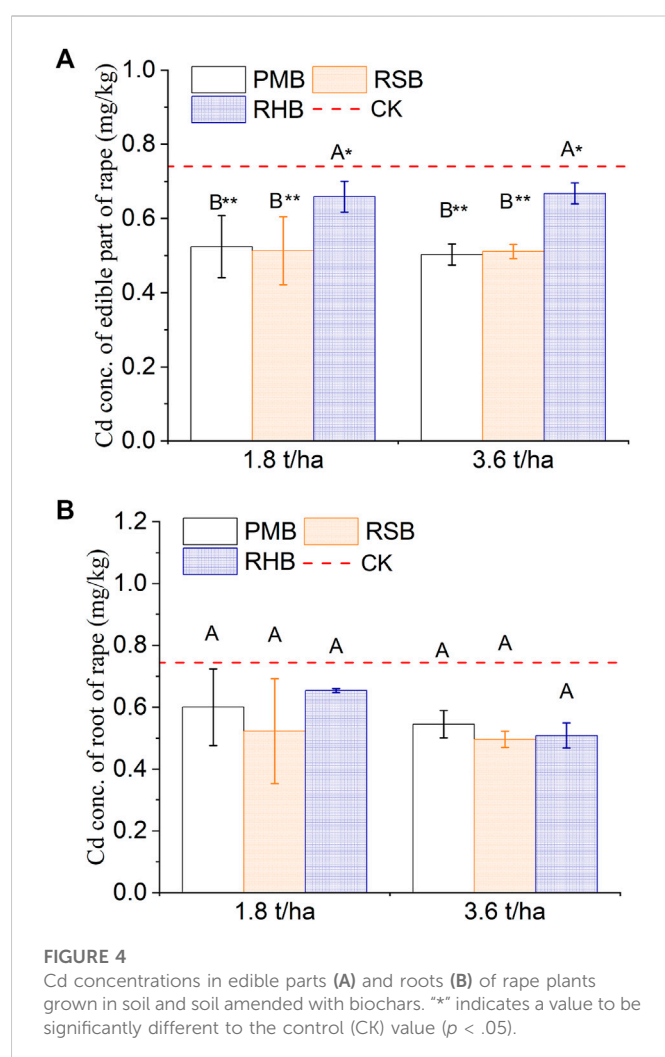 A
PMB RSB
RHB CK
Cd conc. of edible part of rape (mg/kg)
1.0
0.8
0.6
0.4
0.2
0.0
B** B** A* B** B** A*
1.8 t/ha 3.6 t/ha
B
PMB RSB
RHB CK
Cd conc. of root of rape (mg/kg)
1.2
1.0
0.8
0.6
0.4
0.2
0.0
A A A A A A
1.8 t/ha 3.6 t/ha
FIGURE 4
Cd concentrations in edible parts (A) and roots (B) of rape plants
grown in soil and soil amended with biochars. “*” indicates a value to be
significantly different to the control (CK) value (p < .05).